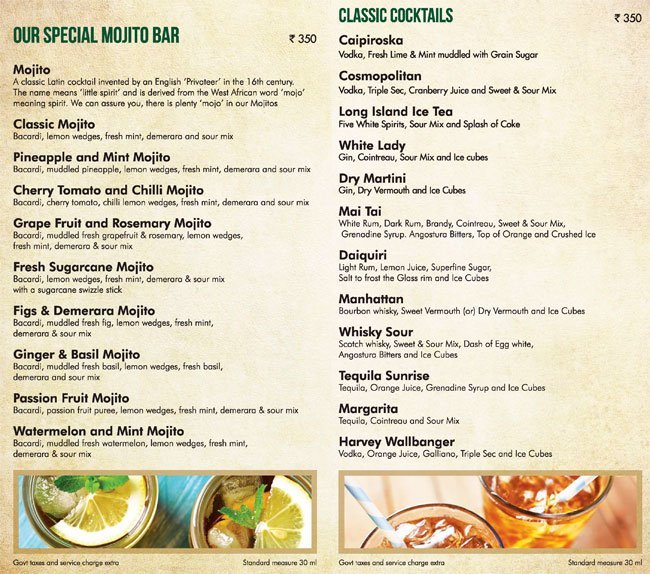 OUR SPECIAL MOJITO BAR
₹ 350
Mojito
A classic Latin cocktail invented by an English 'Privateer' in the 16th century.
The name means 'little spirit' and is derived from the West African word 'mojo'
meaning spirit. We can assure you, there is plenty 'mojo' in our Mojitos
Classic Mojito
Bacardi, lemon wedges, fresh mint, demerara and sour mix
Pineapple and Mint Mojito
Bacardi, muddled pineapple, lemon wedges, fresh mint, demerara and sour mix
Cherry Tomato and Chilli Mojito
Bacardi, cherry tomato, chilli lemon wedges, fresh mint, demerara and sour mix
Grape Fruit and Rosemary Mojito
Bacardi, muddled fresh grapefruit & rosemary, lemon wedges,
fresh mint, demerara & sour mix
Fresh Sugarcane Mojito
Bacardi, lemon wedges, fresh mint, demerara & sour mix
with a sugarcane swizzle stick
Figs & Demerara Mojito
Bacardi, muddled fresh fig, lemon wedges, fresh mint,
demerara & sour mix
Ginger & Basil Mojito
Bacardi, muddled fresh basil, lemon wedges, fresh basil,
demerara and sour mix
Passion Fruit Mojito
Bacardi, passion fruit puree, lemon wedges, fresh mint, demerara & sour mix
Watermelon and Mint Mojito
Bacardi, muddled fresh watermelon, lemon wedges, fresh mint,
demerara & sour mix
Govt taxes and service charge extra
Standard measure 30 ml
CLASSIC COCKTAILS
₹ 350
Caipiroska
Vodka, Fresh Lime & Mint muddled with Grain Sugar
Cosmopolitan
Vodka, Triple Sec, Cranberry Juice and Sweet & Sour Mix
Long Island Ice Tea
Five White Spirits, Sour Mix and Splash of Coke
White Lady
Gin, Cointreau, Sour Mix and Ice cubes
Dry Martini
Gin, Dry Vermouth and Ice Cubes
Mai Tai
White Rum, Dark Rum, Brandy, Cointreau, Sweet & Sour Mix,
Grenadine Syrup. Angostura Bitters, Top of Orange and Crushed Ice
Daiquiri
Light Rum, Lemon Juice, Superfine Sugar,
Salt to frost the Glass rim and Ice Cubes
Manhattan
Bourbon whisky, Sweet Vermouth (or) Dry Vermouth and Ice Cubes
Whisky Sour
Scotch whisky, Sweet & Sour Mix, Dash of Egg white,
Angostura Bitters and Ice Cubes
Tequila Sunrise
Tequila, Orange Juice, Grenadine Syrup and Ice Cubes
Margarita
Tequila, Cointreau and Sour Mix
Harvey Wallbanger
Vodka, Orange Juice, Galliano, Triple Sec and Ice Cubes
Govt taxes and service charge extra
Standard measure 30 ml